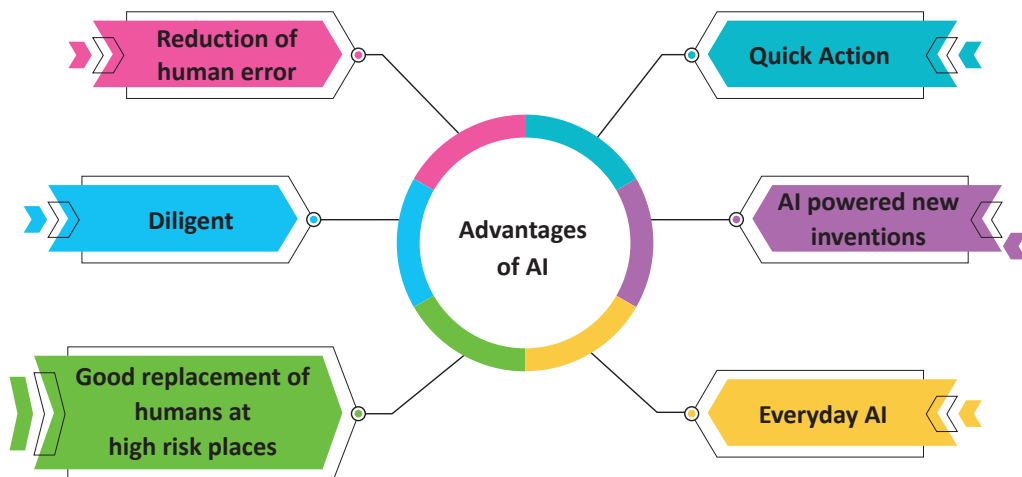 Reduction of
human error
Quick Action
Diligent
Advantages
of AI
AI powered new
inventions
Good replacement of
humans at
high risk places
Everyday AI